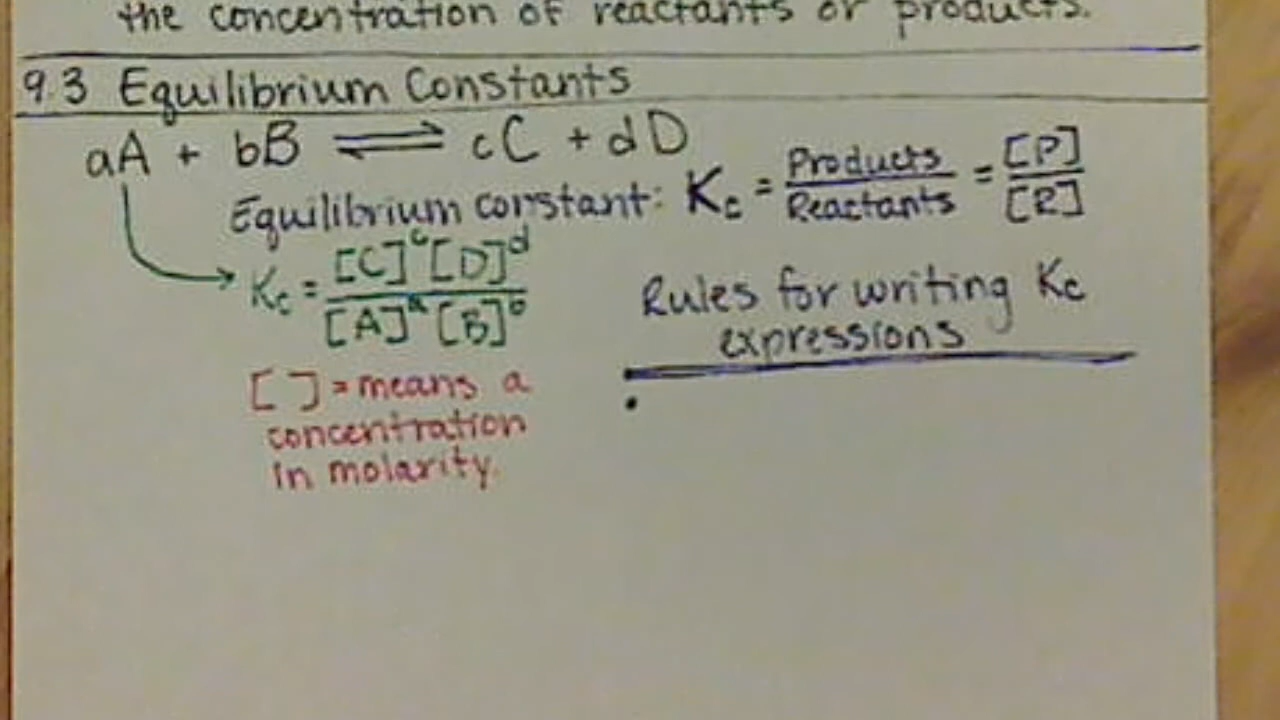 the concentration of reactants or products.
9.3 Equilibrium Constants
aA + bB ⇌ cC + dD
Equilibrium constant: Kc = Products/Reactants = [P]/[R]
Kc = [C]^c [D]^d / [A]^a [B]^b
Rules for writing Kc
expressions
[ ] = means a
concentration
in molarity.
•